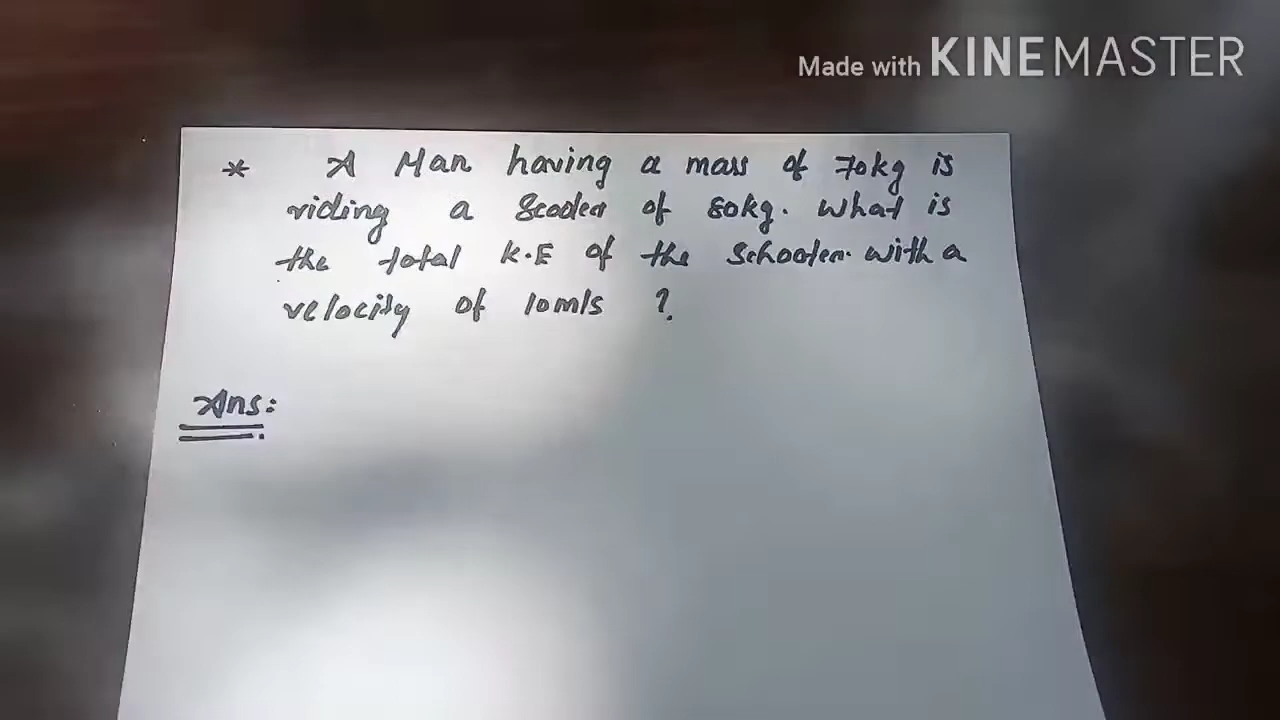 Made with KINEMASTER
* A Man having a mass of 70kg is
riding a Scooter of 80kg. What is
the total K.E of the Schooter. with a
velocity of 10m/s ?
Ans: